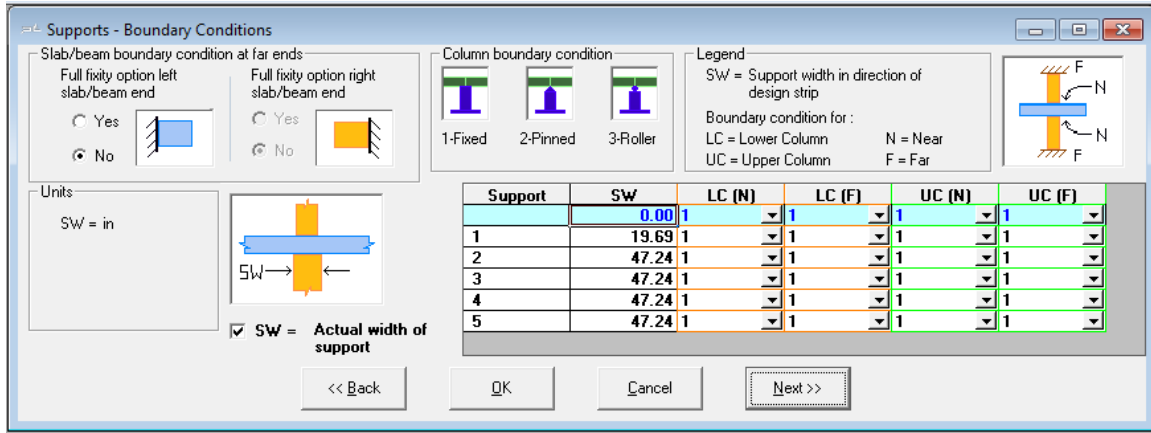 Supports - Boundary Conditions
Slab/beam boundary condition at far ends
Full fixity option left
slab/beam end
Yes
No
Full fixity option right
slab/beam end
Yes
No
Column boundary condition
1-Fixed 2-Pinned 3-Roller
Legend
SW = Support width in direction of
design strip
Boundary condition for :
LC = Lower Column N = Near
UC = Upper Column F = Far
F
N
N
F
Units
SW = in
SW
SW = Actual width of
support
Support SW LC (N) LC (F) UC (N) UC (F)
0.00 1 1 1 1
1 19.69 1 1 1 1
2 47.24 1 1 1 1
3 47.24 1 1 1 1
4 47.24 1 1 1 1
5 47.24 1 1 1 1
<< Back OK Cancel Next >>